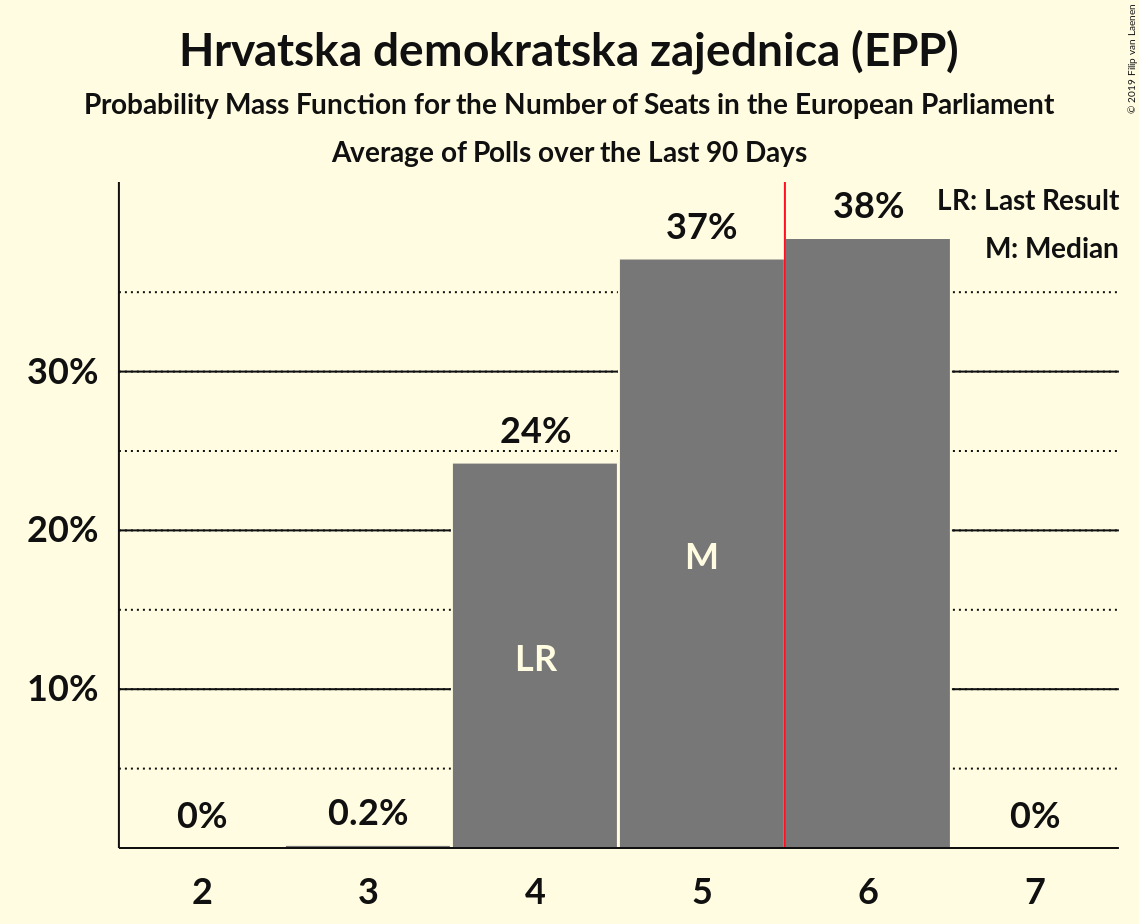 Hrvatska demokratska zajednica (EPP)
Probability Mass Function for the Number of Seats in the European Parliament
Average of Polls over the Last 90 Days
© 2019 Filip van Laenen
LR: Last Result
M: Median
38%
37%
30%
24%
20%
M
LR
10%
0%
0.2%
0%
2 3 4 5 6 7